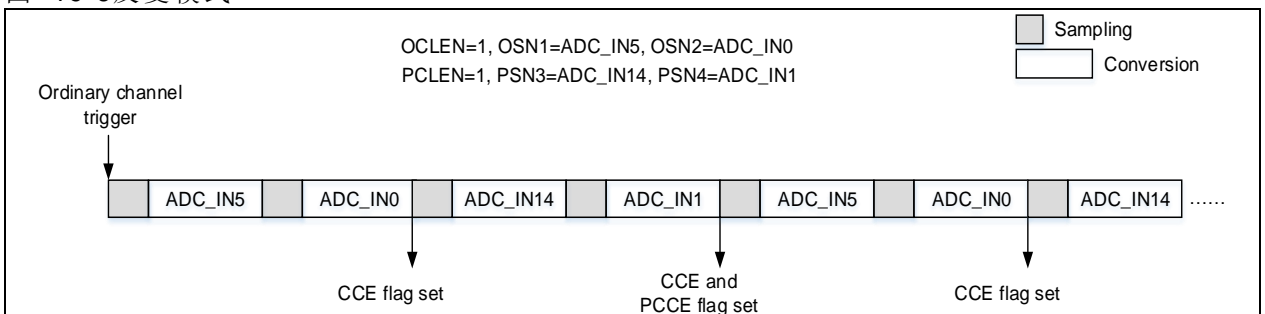 OCLEN=1, OSN1=ADC_IN5, OSN2=ADC_IN0
PCLEN=1, PSN3=ADC_IN14, PSN4=ADC_IN1
Sampling
Conversion
Ordinary channel
trigger
ADC_IN5 ADC_IN0 ADC_IN14 ADC_IN1 ADC_IN5 ADC_IN0 ADC_IN14 ......
CCE flag set
CCE and
PCCE flag set
CCE flag set